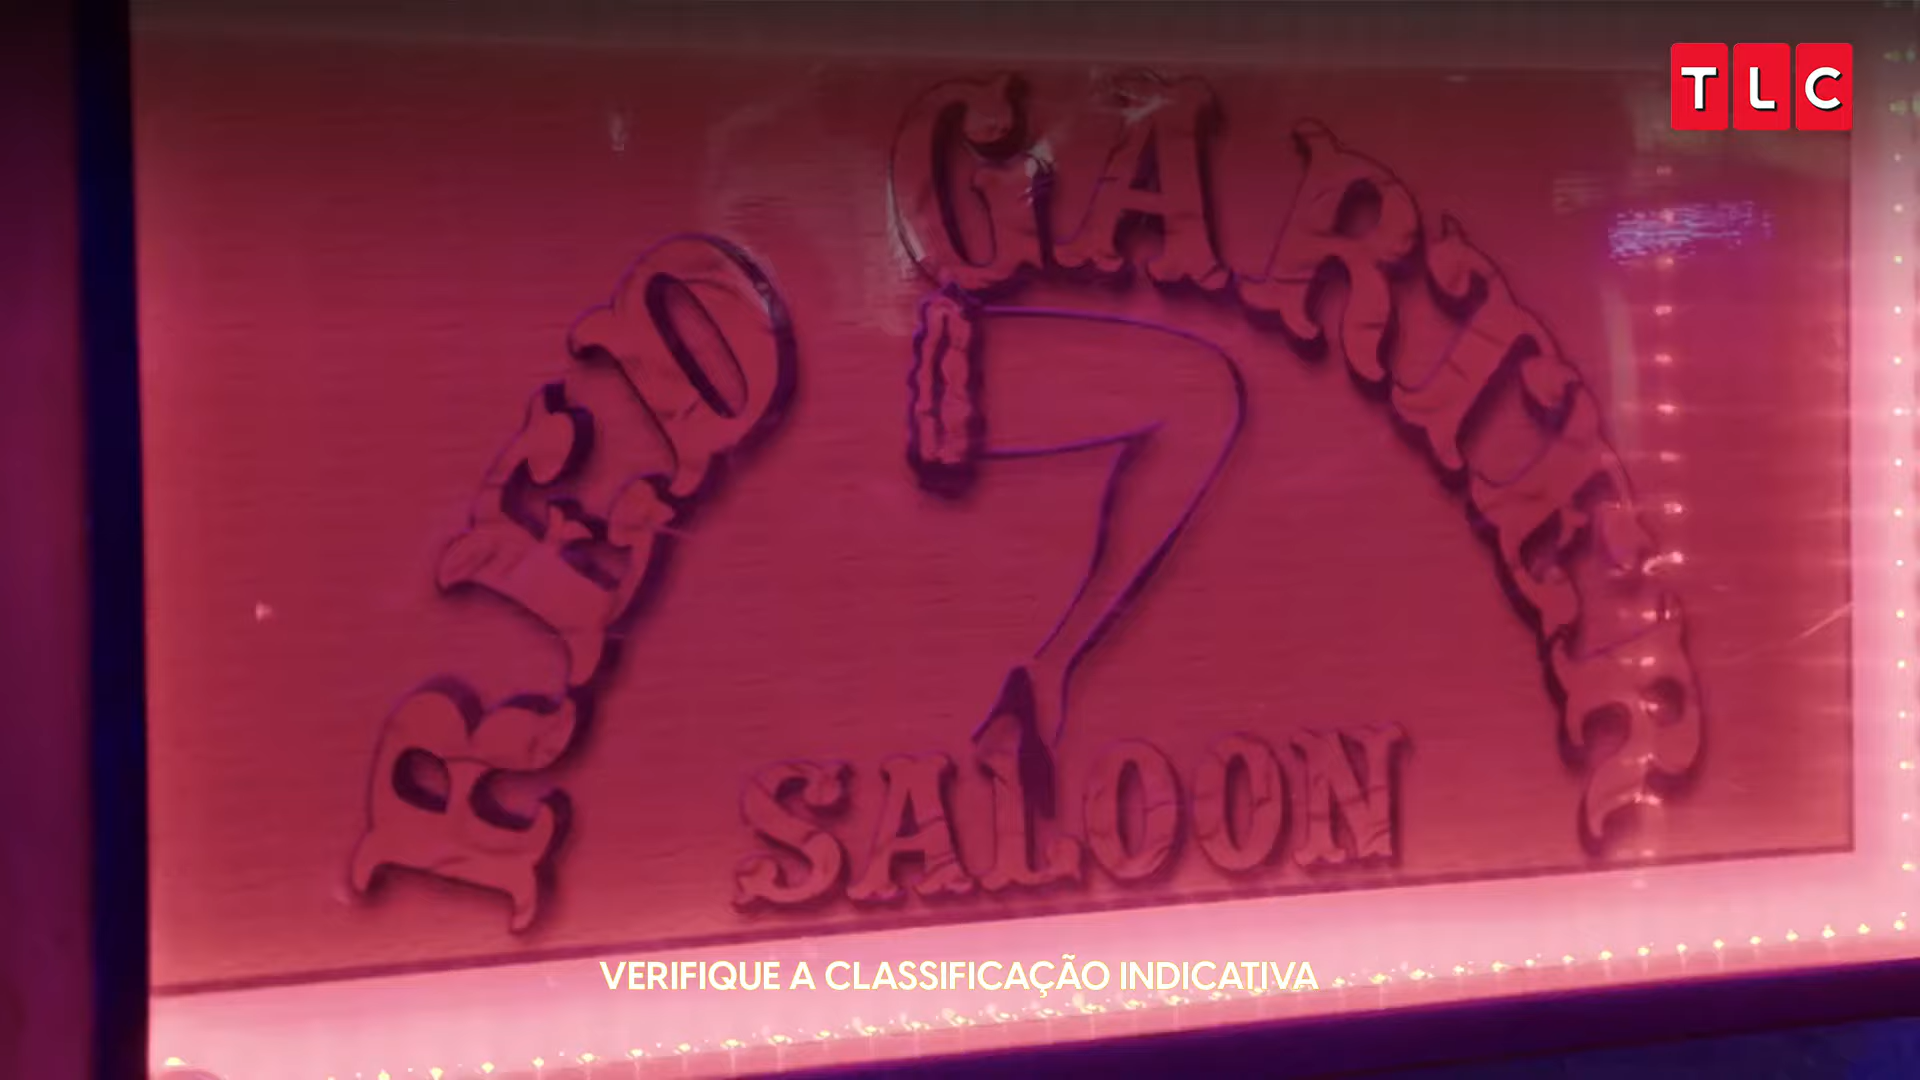 TLC
RED GARTER
SALOON
VERIFIQUE A CLASSIFICAÇÃO INDICATIVA